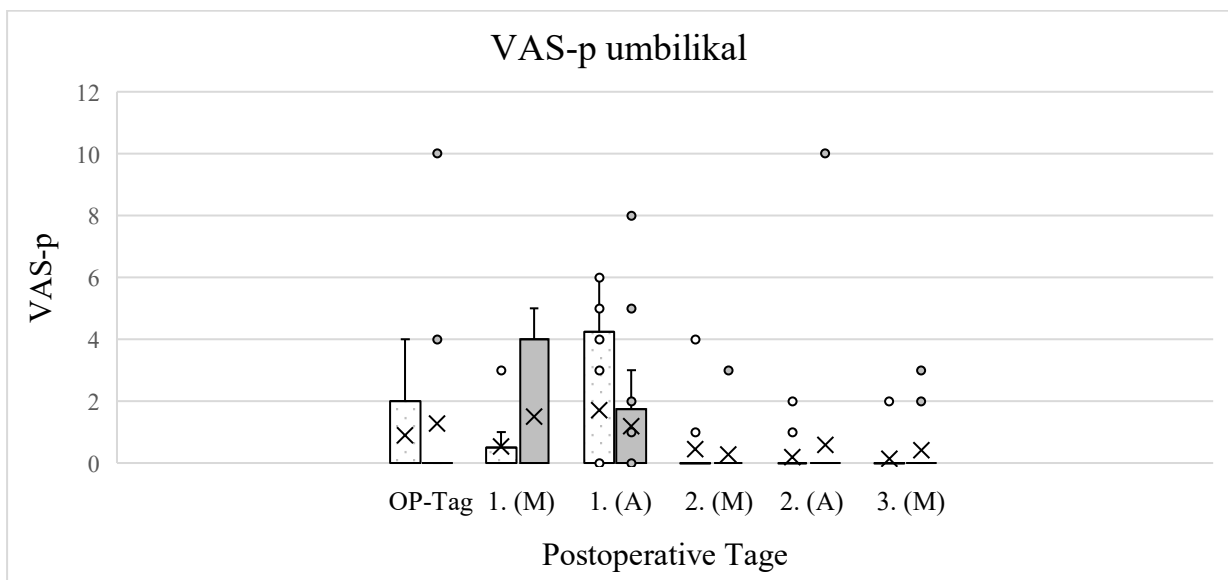 VAS-p umbilikal
12
10
8
6
4
2
0
VAS-p
OP-Tag 1. (M) 1. (A) 2. (M) 2. (A) 3. (M)
Postoperative Tage